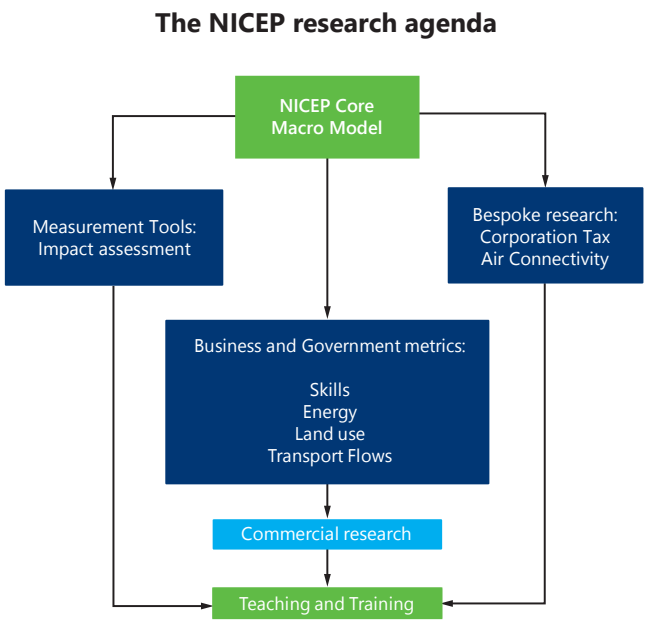 The NICEP research agenda
NICEP Core
Macro Model
Measurement Tools:
Impact assessment
Bespoke research:
Corporation Tax
Air Connectivity
Business and Government metrics:
Skills
Energy
Land use
Transport Flows
Commercial research
Teaching and Training